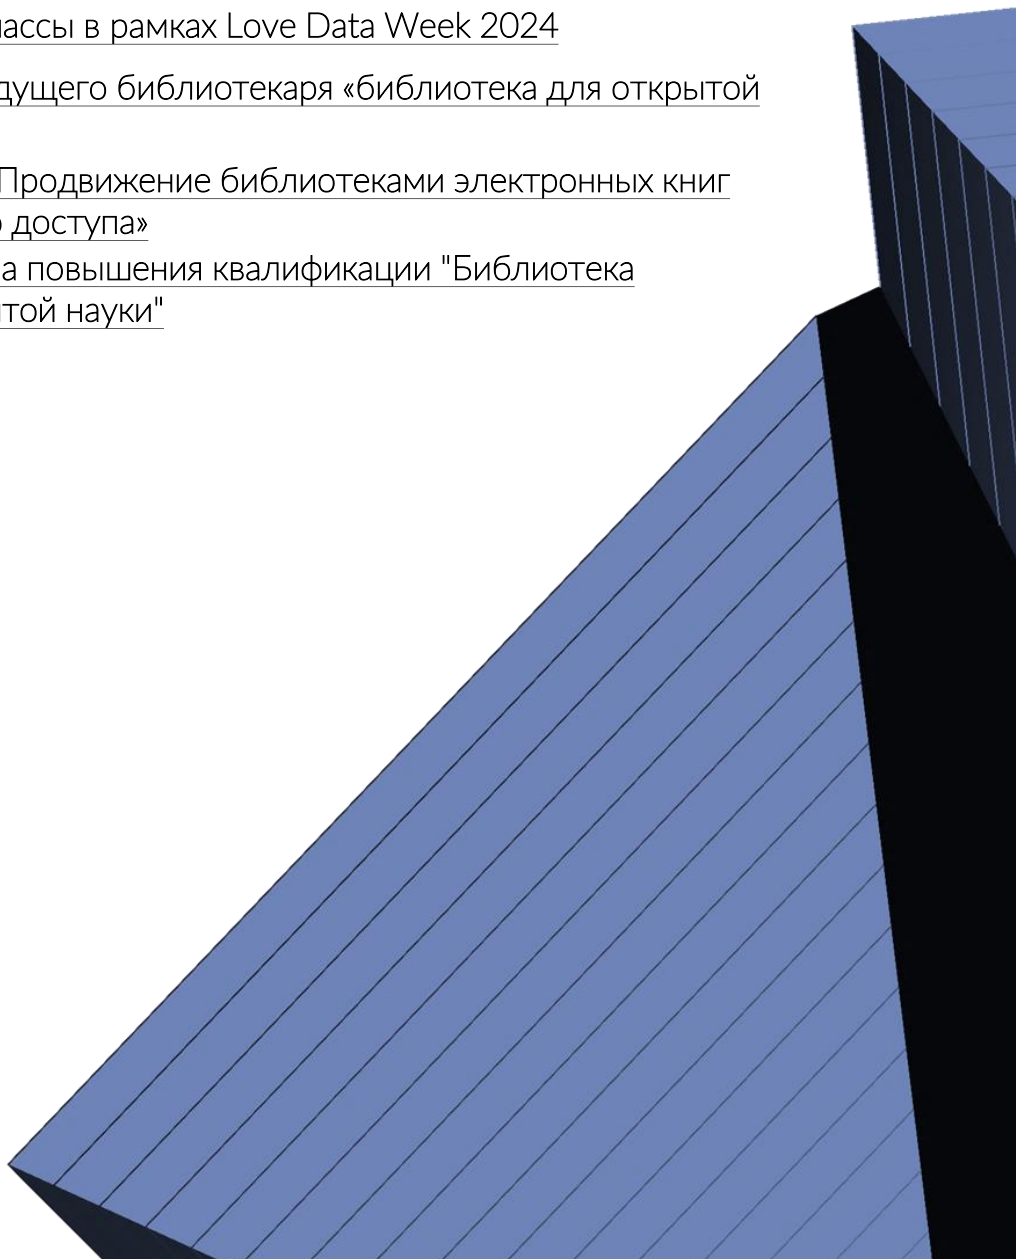 лассы в рамках Love Data Week 2024
дущего библиотекаря «библиотека для открытой
Продвижение библиотеками электронных книг
о доступа»
а повышения квалификации "Библиотека
той науки"